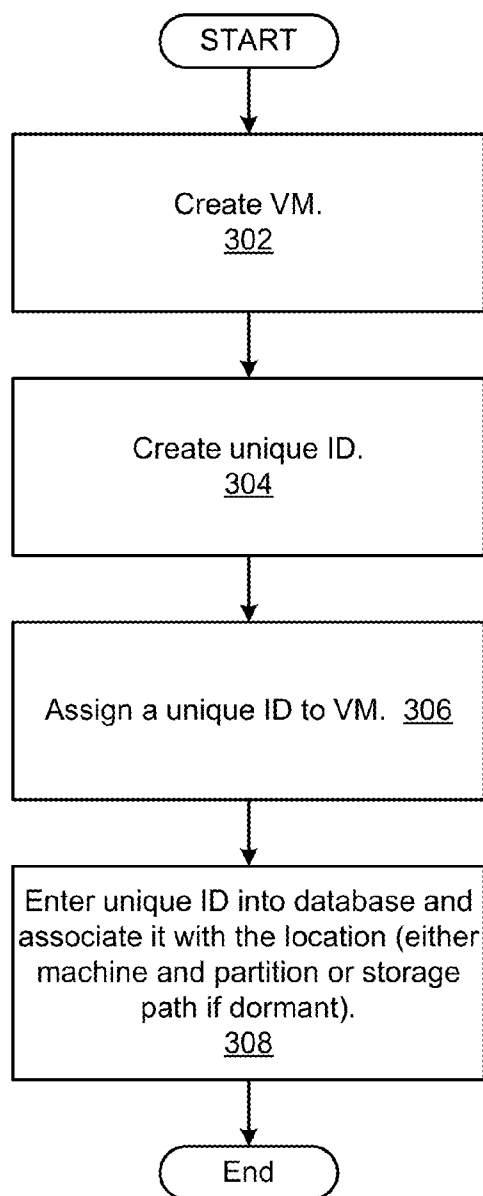 START
Create VM.
302
Create unique ID.
304
Assign a unique ID to VM. 306
Enter unique ID into database and
associate it with the location (either
machine and partition or storage
path if dormant).
308
End